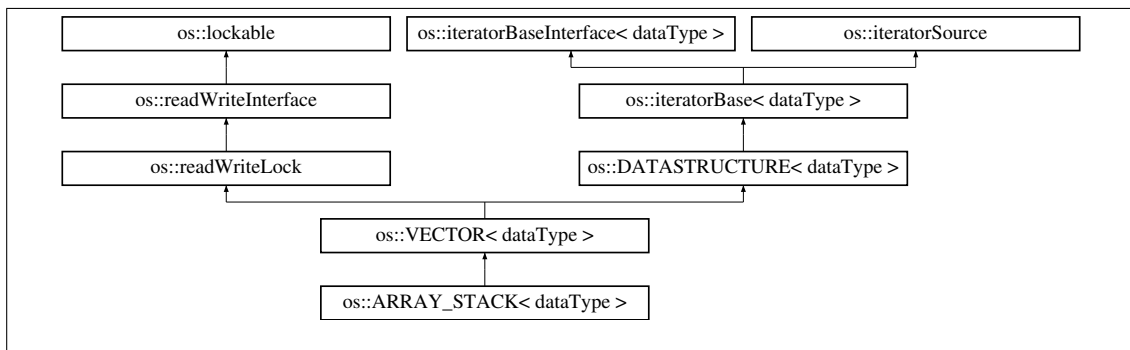 os::lockable
os::iteratorBaseInterface< dataType >
os::iteratorSource
os::readWriteInterface
os::iteratorBase< dataType >
os::readWriteLock
os::DATASTRUCTURE< dataType >
os::VECTOR< dataType >
os::ARRAY_STACK< dataType >